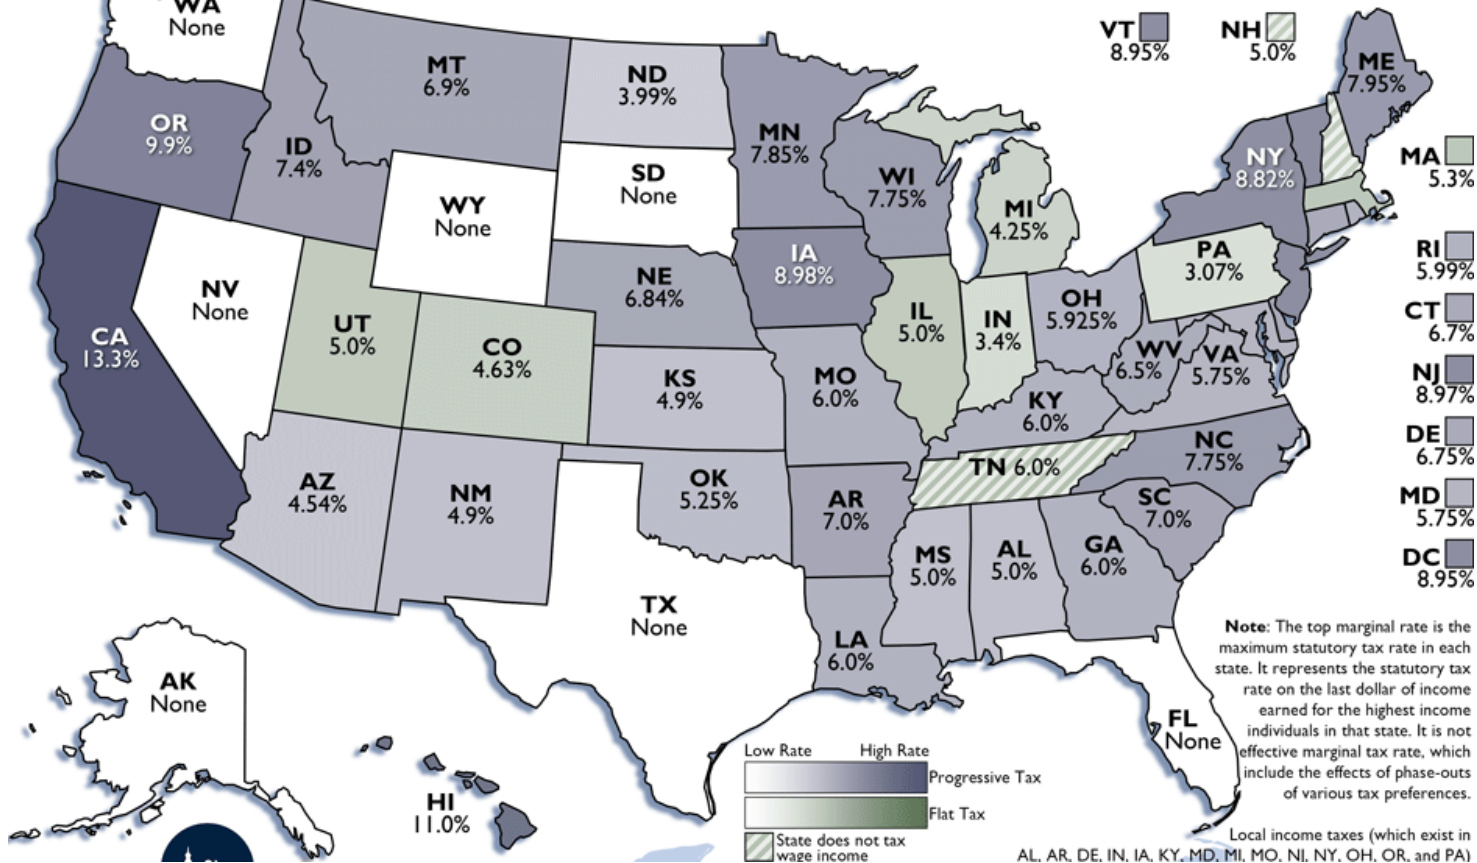 WA
None
VT
8.95%
NH
5.0%
MT
6.9%
ND
3.99%
ME
7.95%
OR
9.9%
ID
7.4%
MN
7.85%
NY
8.82%
MA
5.3%
WY
None
SD
None
WI
7.75%
MI
4.25%
RI
5.99%
NV
None
NE
6.84%
IA
8.98%
PA
3.07%
CT
6.7%
CA
13.3%
UT
5.0%
CO
4.63%
IL
5.0%
IN
3.4%
OH
5.925%
WV
6.5%
VA
5.75%
NJ
8.97%
KS
4.9%
MO
6.0%
KY
6.0%
DE
6.75%
AZ
4.54%
NM
4.9%
OK
5.25%
AR
7.0%
TN 6.0%
NC
7.75%
SC
7.0%
MD
5.75%
TX
None
MS
5.0%
AL
5.0%
GA
6.0%
DC
8.95%
LA
6.0%
FL
None
AK
None
HI
11.0%
Note: The top marginal rate is the
maximum statutory tax rate in each
state. It represents the statutory tax
rate on the last dollar of income
earned for the highest income
individuals in that state. It is not
effective marginal tax rate, which
include the effects of phase-outs
of various tax preferences.
Low Rate High Rate
Progressive Tax
Flat Tax
State does not tax
wage income
Local income taxes (which exist in
AL, AR, DE, IN, IA, KY, MD, MI, MO, NJ, NY, OH, OR, and PA)